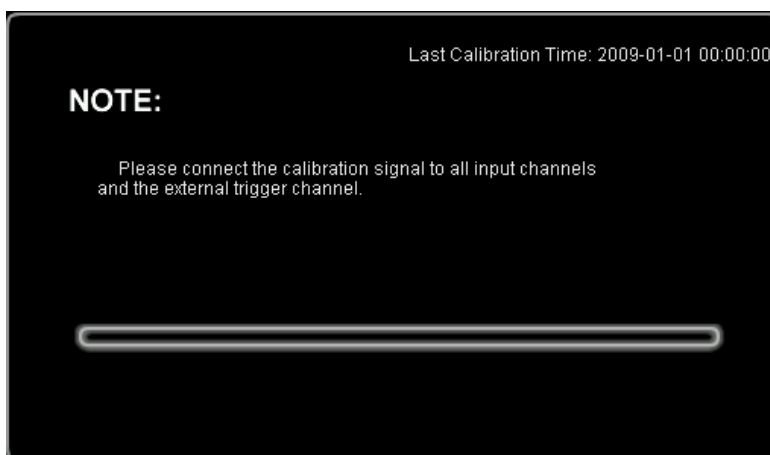 Last Calibration Time: 2009-01-01 00:00:00
NOTE:
Please connect the calibration signal to all input channels
and the external trigger channel.